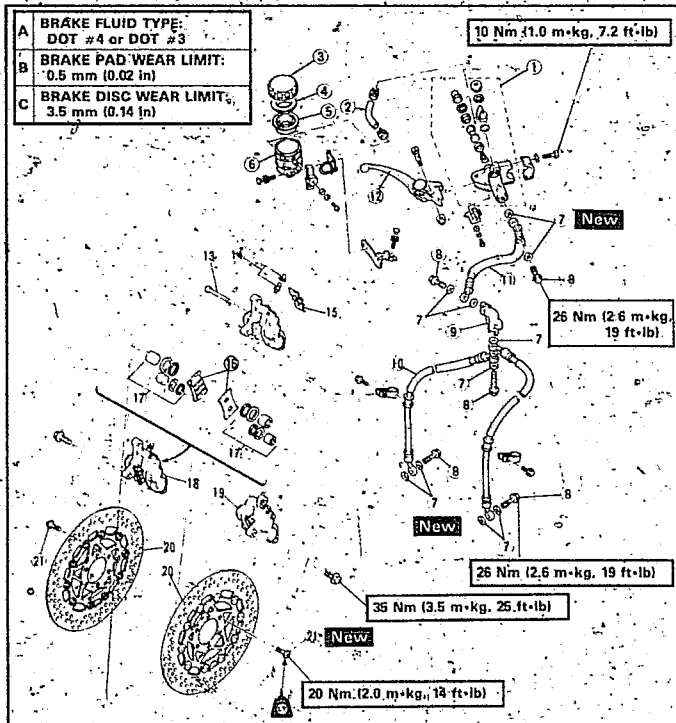 A BRAKE FLUID TYPE:
DOT #4 or DOT #3
B BRAKE PAD WEAR LIMIT:
0.5 mm (0.02 in)
C BRAKE DISC WEAR LIMIT:
3.5 mm (0.14 in)
10 Nm (1.0 m•kg, 7.2 ft•lb)
3
1
4
2
5
6
12
7
New
8
13
14
11
8
15
7
26 Nm (2.6 m•kg,
19 ft•lb)
9
7
16
10
7
17
8
17
8
18
7
19
8
New
7
21
20
20
26 Nm (2.6 m•kg, 19 ft•lb)
35 Nm (3.5 m•kg, 25 ft•lb)
21
New
20 Nm (2.0 m•kg, 14 ft•lb)